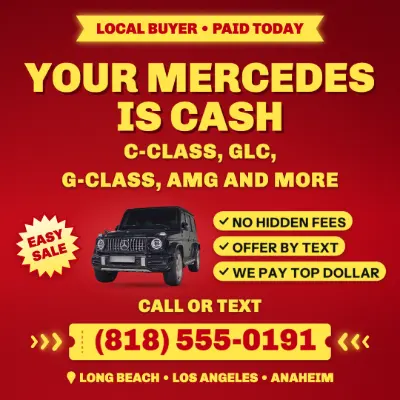 LOCAL BUYER • PAID TODAY
YOUR MERCEDES
IS CASH
C-CLASS, GLC,
G-CLASS, AMG AND MORE
EASY
SALE
NO HIDDEN FEES
OFFER BY TEXT
WE PAY TOP DOLLAR
CALL OR TEXT
(818) 555-0191
LONG BEACH • LOS ANGELES • ANAHEIM